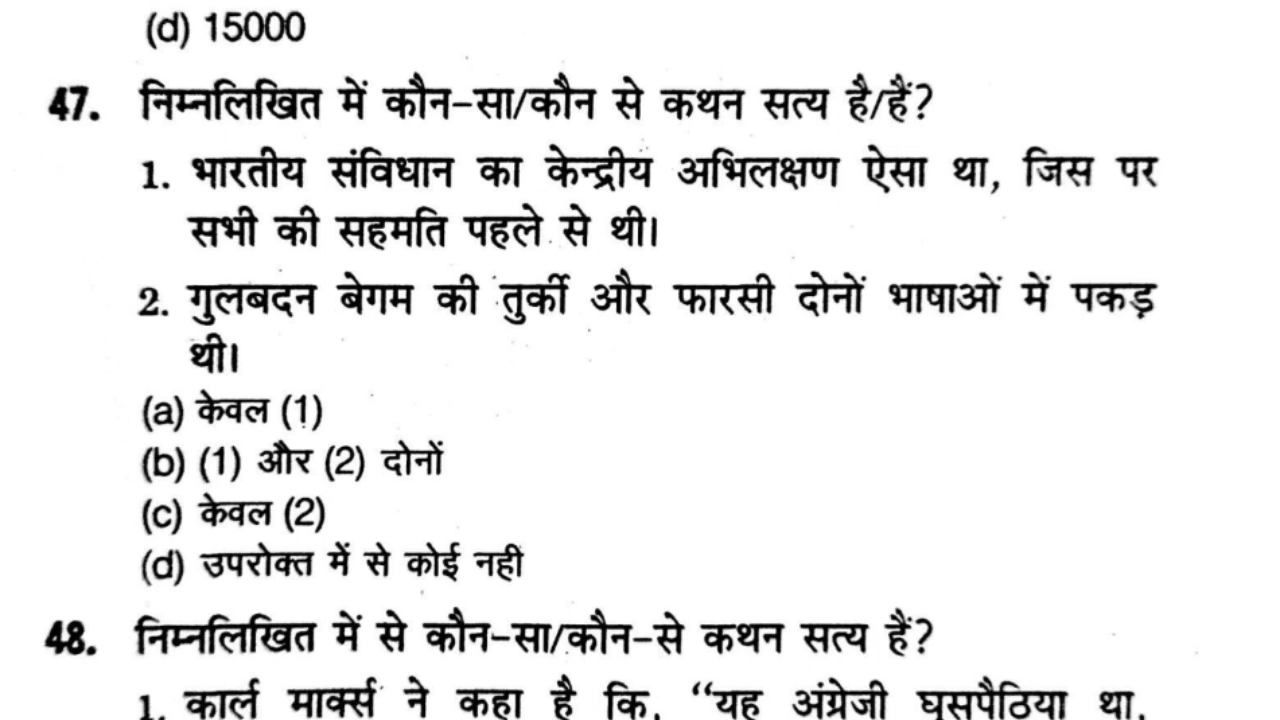 (d) 15000
47. निम्नलिखित में कौन-सा/कौन से कथन सत्य है/हैं?
1. भारतीय संविधान का केन्द्रीय अभिलक्षण ऐसा था, जिस पर
सभी की सहमति पहले से थी।
2. गुलबदन बेगम की तुर्की और फारसी दोनों भाषाओं में पकड़
थी।
(a) केवल (1)
(b) (1) और (2) दोनों
(c) केवल (2)
(d) उपरोक्त में से कोई नही
48. निम्नलिखित में से कौन-सा/कौन-से कथन सत्य हैं?
1. कार्ल मार्क्स ने कहा है कि, “यह अंग्रेजी घुसपैठिया था,